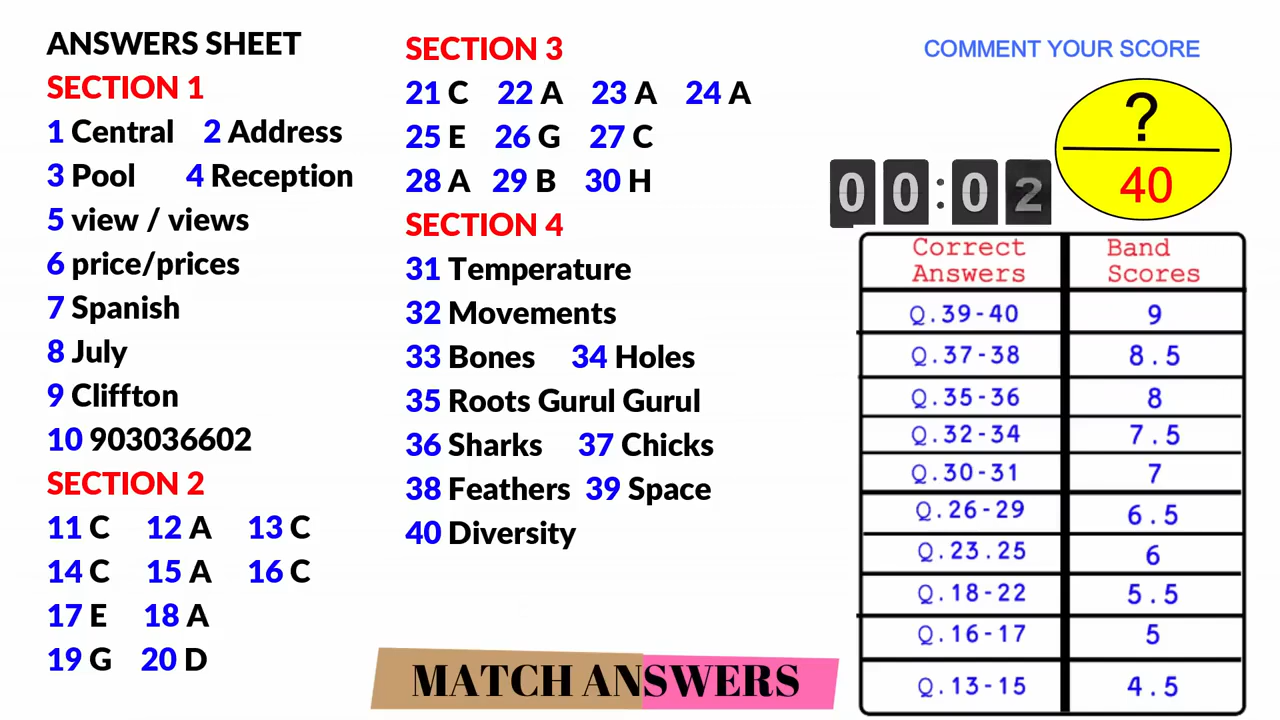 ANSWERS SHEET
SECTION 1
1 Central 2 Address
3 Pool 4 Reception
5 view / views
6 price/prices
7 Spanish
8 July
9 Cliffton
10 903036602
SECTION 2
11 C 12 A 13 C
14 C 15 A 16 C
17 E 18 A
19 G 20 D
SECTION 3
21 C 22 A 23 A 24 A
25 E 26 G 27 C
28 A 29 B 30 H
SECTION 4
31 Temperature
32 Movements
33 Bones 34 Holes
35 Roots Gurul Gurul
36 Sharks 37 Chicks
38 Feathers 39 Space
40 Diversity
MATCH ANSWERS
COMMENT YOUR SCORE
?
40
00:02
Correct Answers Band Scores
Q.39-40 9
Q.37-38 8.5
Q.35-36 8
Q.32-34 7.5
Q.30-31 7
Q.26-29 6.5
Q.23.25 6
Q.18-22 5.5
Q.16-17 5
Q.13-15 4.5